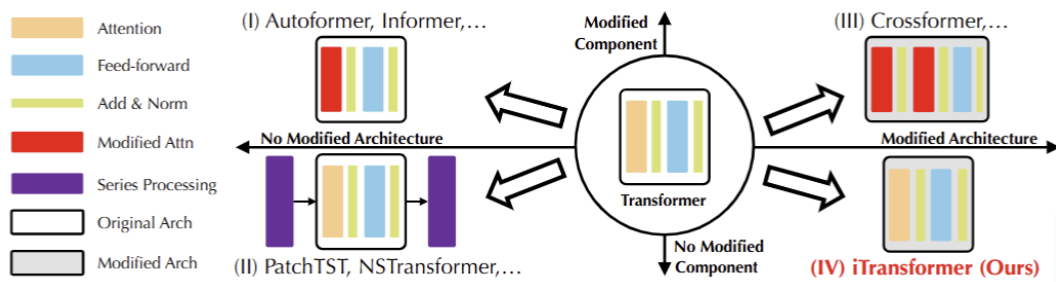 Attention
Feed-forward
Add & Norm
Modified Attn
Series Processing
Original Arch
Modified Arch
(I) Autoformer, Informer,...
No Modified Architecture
(II) PatchTST, NSTransformer,...
Modified
Component
Transformer
No Modified
Component
(III) Crossformer,...
Modified Architecture
(IV) iTransformer (Ours)